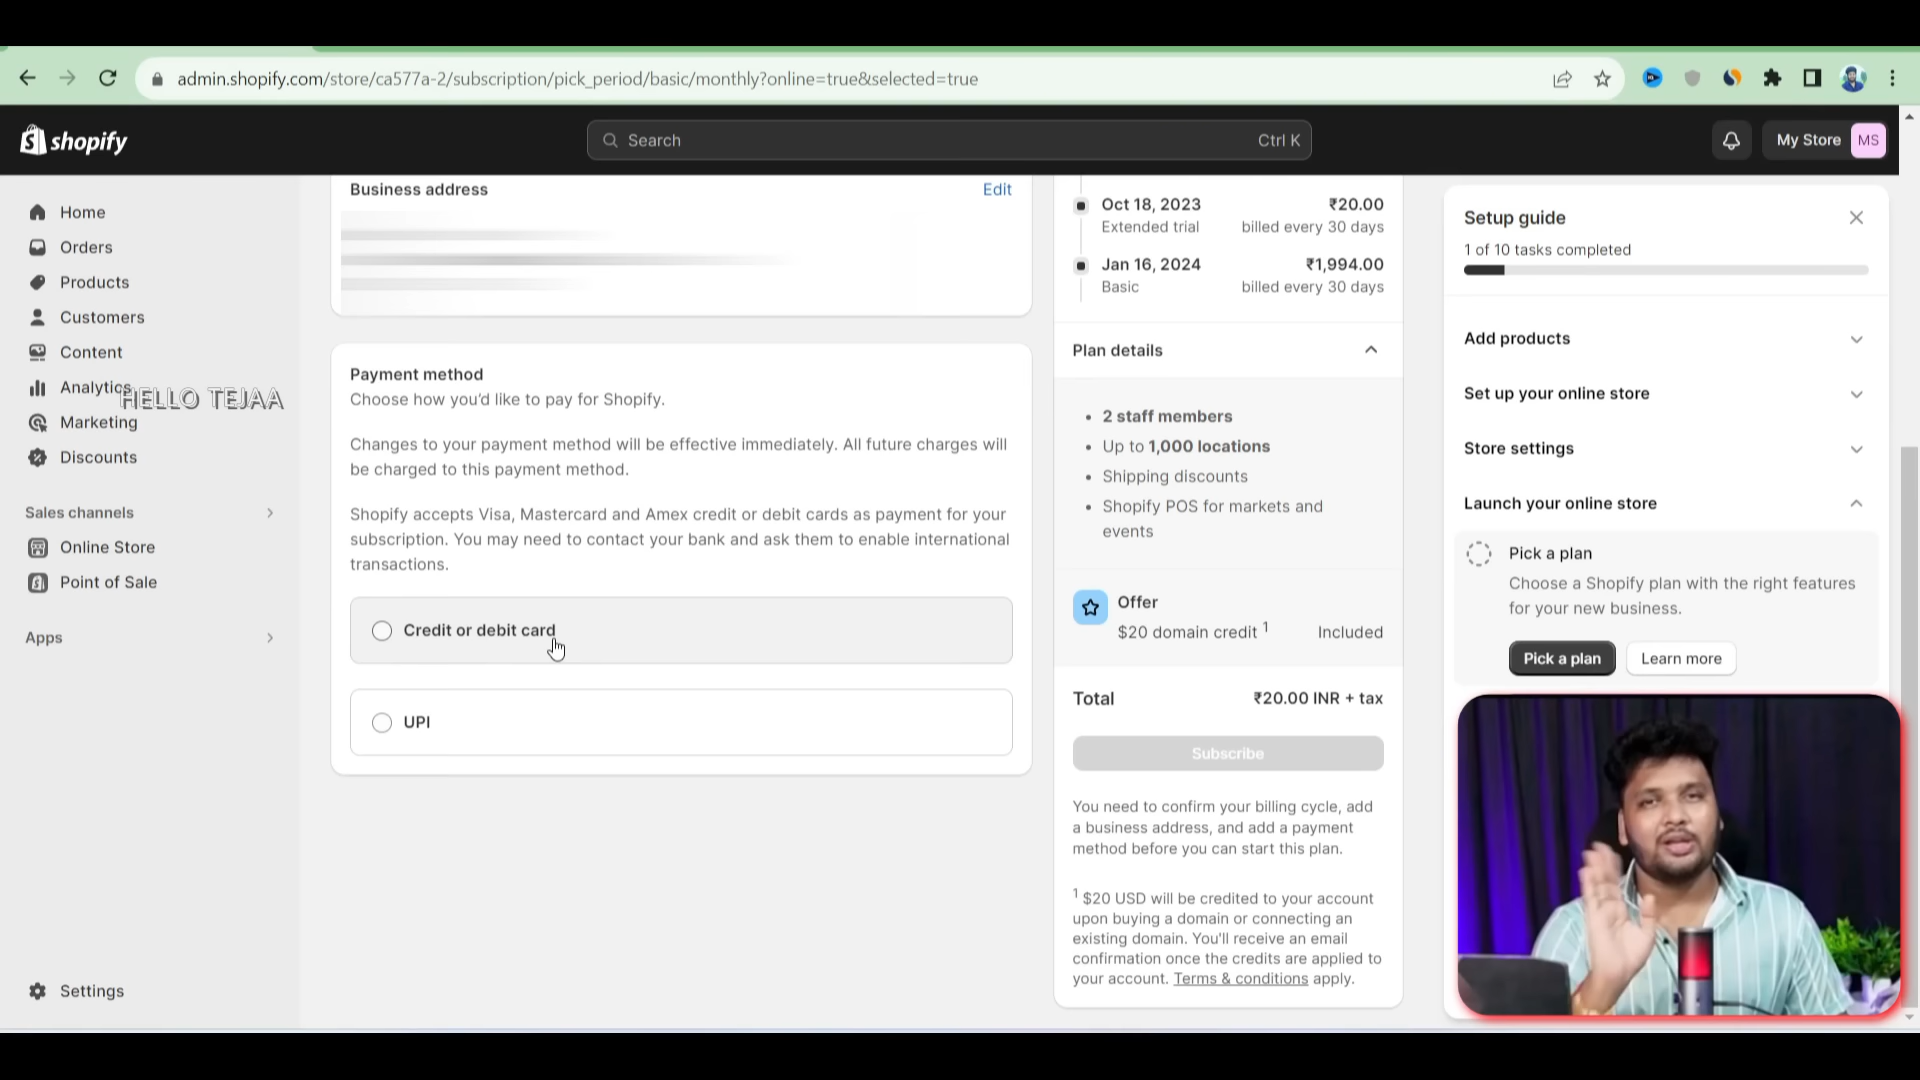 admin.shopify.com/store/ca577a-2/subscription/pick_period/basic/monthly?online=true&selected=true
shopify
Search
Ctrl K
My Store
MS
Home
Orders
Products
Customers
Content
Analytics
HELLO TEJAA
Marketing
Discounts
Sales channels
Online Store
Point of Sale
Apps
Settings
Business address
Edit
Payment method
Choose how you'd like to pay for Shopify.
Changes to your payment method will be effective immediately. All future charges will
be charged to this payment method.
Shopify accepts Visa, Mastercard and Amex credit or debit cards as payment for your
subscription. You may need to contact your bank and ask them to enable international
transactions.
Credit or debit card
UPI
Oct 18, 2023 ₹20.00
Extended trial billed every 30 days
Jan 16, 2024 ₹1,994.00
Basic billed every 30 days
Plan details
• 2 staff members
• Up to 1,000 locations
• Shipping discounts
• Shopify POS for markets and
events
Offer
$20 domain credit 1 Included
Total ₹20.00 INR + tax
Subscribe
You need to confirm your billing cycle, add
a business address, and add a payment
method before you can start this plan.
1 $20 USD will be credited to your account
upon buying a domain or connecting an
existing domain. You'll receive an email
confirmation once the credits are applied to
your account. Terms & conditions apply.
Setup guide
1 of 10 tasks completed
Add products
Set up your online store
Store settings
Launch your online store
Pick a plan
Choose a Shopify plan with the right features
for your new business.
Pick a plan
Learn more